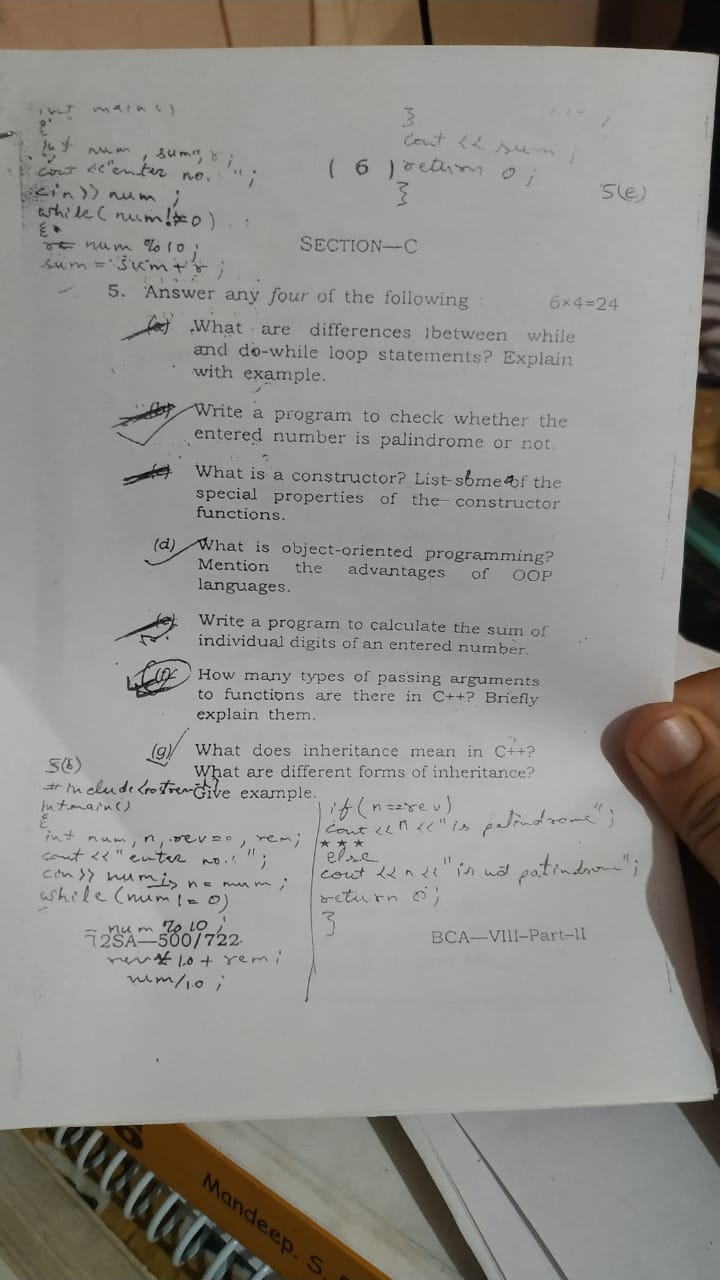 int main()
{
int num, sum, r;
cout <<"enter no.:";
cin >> num;
while(num!=0)
{
r= num %10;
sum = sum + r;
}
cout << sum;
return 0;
}
5(e)
( 6 )
SECTION—C
5. Answer any four of the following : 6×4=24
(a) What are differences between while
and do-while loop statements? Explain
with example.
(b) Write a program to check whether the
entered number is palindrome or not.
(c) What is a constructor? List some of the
special properties of the constructor
functions.
(d) What is object-oriented programming?
Mention the advantages of OOP
languages.
(e) Write a program to calculate the sum of
individual digits of an entered number.
(f) How many types of passing arguments
to functions are there in C++? Briefly
explain them.
(g) What does inheritance mean in C++?
What are different forms of inheritance?
Give example.
5(b)
#include
int main()
{
int num, n, rev=0, rem;
cout << "enter no.:";
cin >> num; n = num;
while (num != 0)
= num %10;
rev * 10 + rem;
num/10;
if(n==rev)
cout << n << "is palindrome";
★★★
else
cout << n << "is not palindrome";
return 0;
}
72SA—500/722
BCA—VIII–Part–II
Mandeep. S.